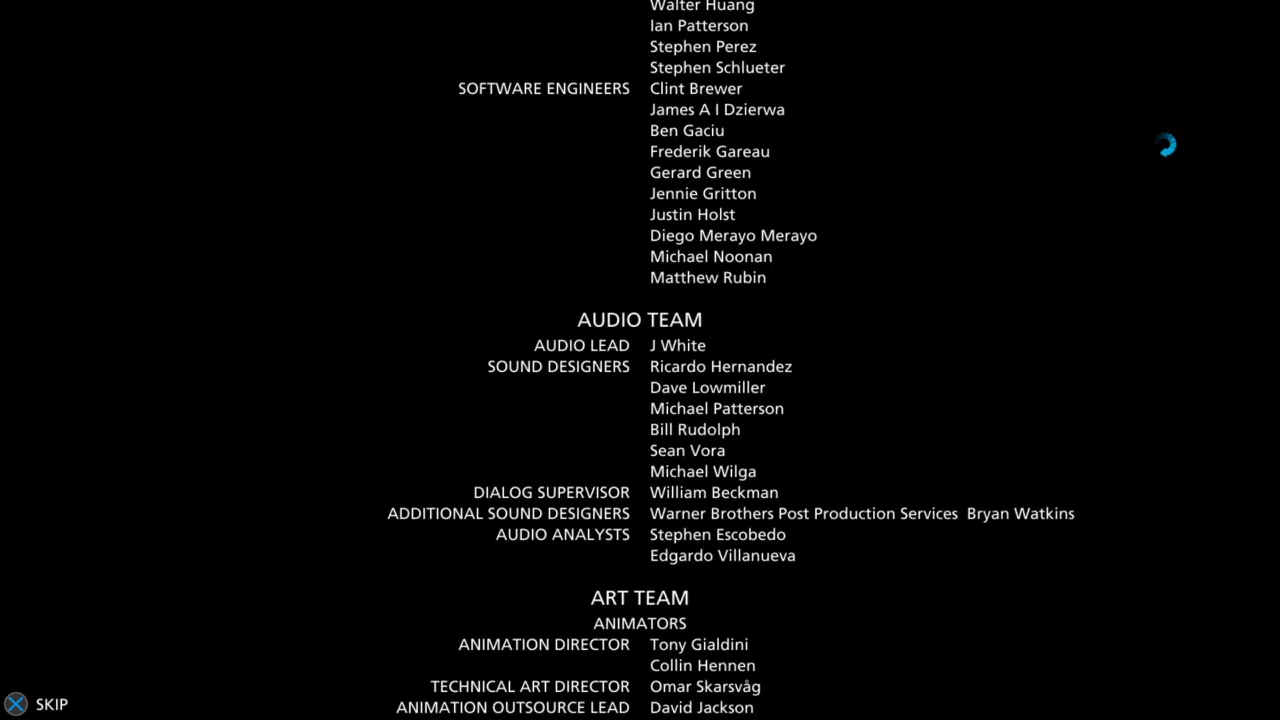 Walter Huang
Ian Patterson
Stephen Perez
Stephen Schlueter
SOFTWARE ENGINEERS Clint Brewer
James A I Dzierwa
Ben Gaciu
Frederik Gareau
Gerard Green
Jennie Gritton
Justin Holst
Diego Merayo Merayo
Michael Noonan
Matthew Rubin
AUDIO TEAM
AUDIO LEAD J White
SOUND DESIGNERS Ricardo Hernandez
Dave Lowmiller
Michael Patterson
Bill Rudolph
Sean Vora
Michael Wilga
DIALOG SUPERVISOR William Beckman
ADDITIONAL SOUND DESIGNERS Warner Brothers Post Production Services Bryan Watkins
AUDIO ANALYSTS Stephen Escobedo
Edgardo Villanueva
ART TEAM
ANIMATORS
ANIMATION DIRECTOR Tony Gialdini
Collin Hennen
TECHNICAL ART DIRECTOR Omar Skarsvåg
ANIMATION OUTSOURCE LEAD David Jackson
SKIP